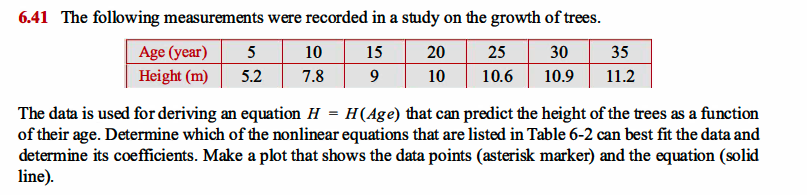 6.41 The following measurements were recorded in a study on the growth of trees.
Age (year) 5 10 15 20 25 30 35
Height (m) 5.2 7.8 9 10 10.6 10.9 11.2
The data is used for deriving an equation H = H(Age) that can predict the height of the trees as a function
of their age. Determine which of the nonlinear equations that are listed in Table 6-2 can best fit the data and
determine its coefficients. Make a plot that shows the data points (asterisk marker) and the equation (solid
line).